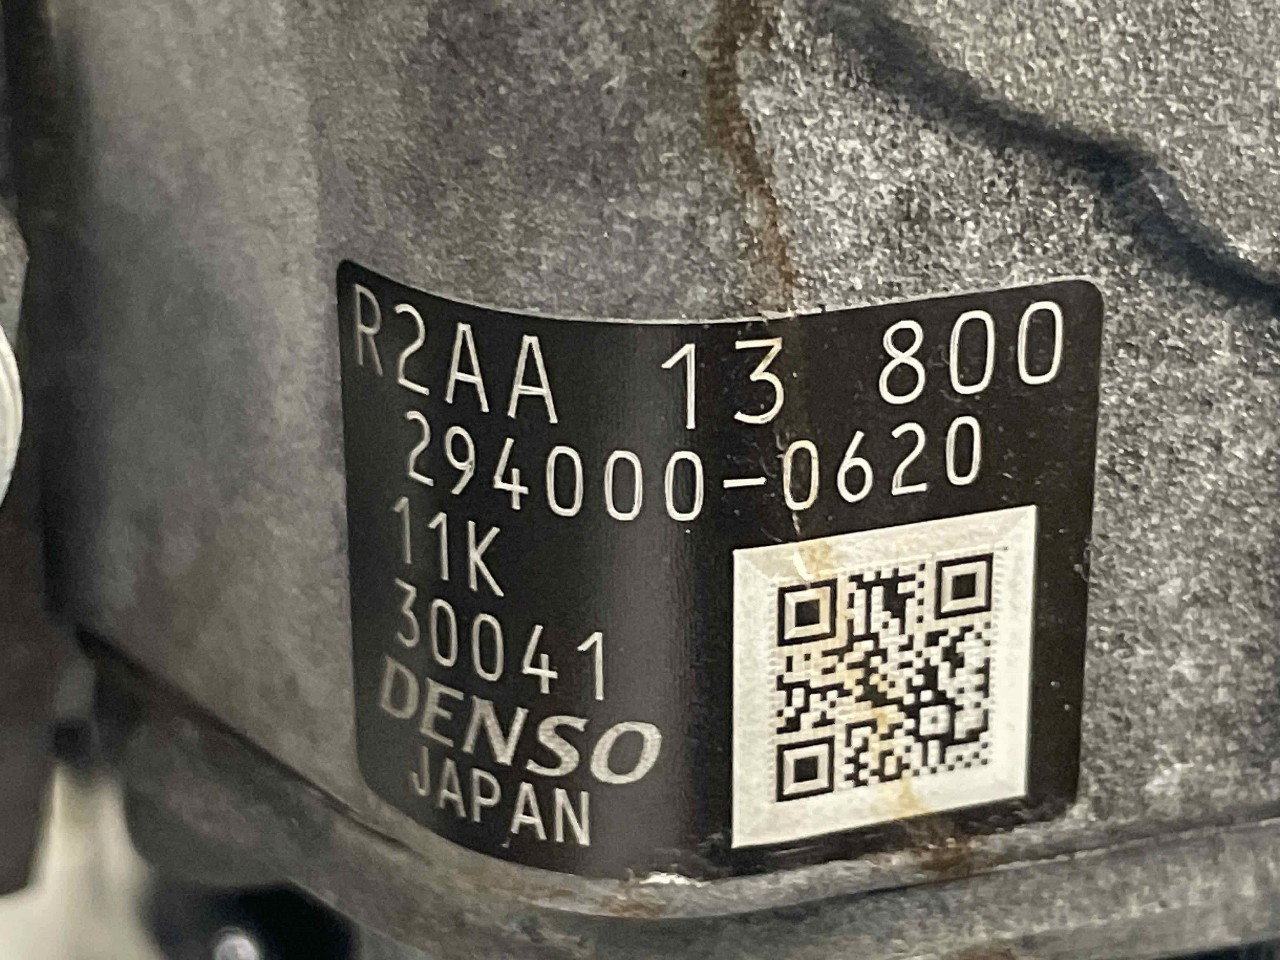 R2AA 13 800
294000-0620
11K
30041
DENSO
JAPAN